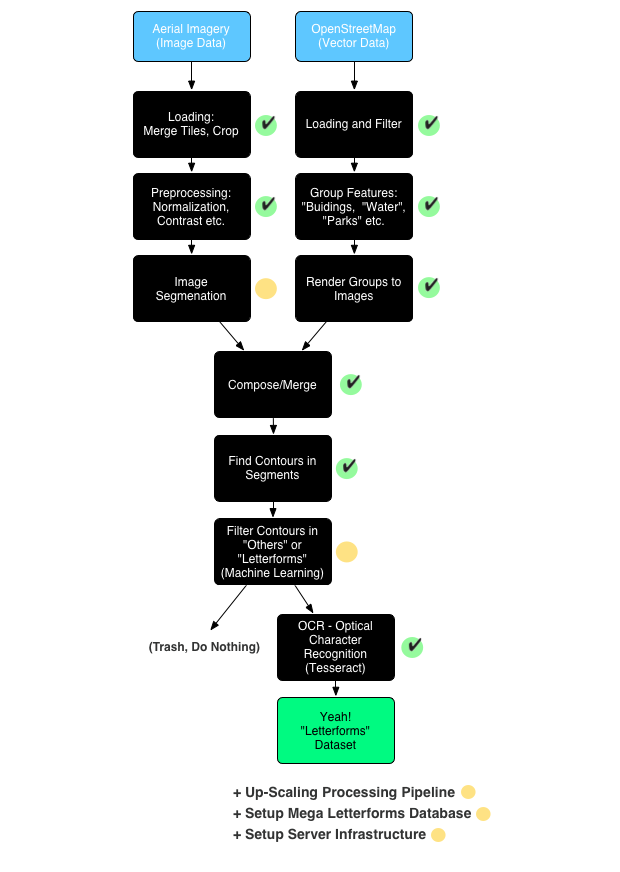 Aerial Imagery
(Image Data)
OpenStreetMap
(Vector Data)
Loading:
Merge Tiles, Crop
✔
Loading and Filter
✔
Preprocessing:
Normalization,
Contrast etc.
✔
Group Features:
"Buidings,  "Water",
"Parks" etc.
✔
Image
Segmenation
Render Groups to
Images
✔
Compose/Merge
✔
Find Contours in
Segments
✔
Filter Contours in
"Others" or
"Letterforms"
(Machine Learning)
(Trash, Do Nothing)
OCR - Optical
Character
Recognition
(Tesseract)
✔
Yeah!
"Letterforms"
Dataset
+ Up-Scaling Processing Pipeline
+ Setup Mega Letterforms Database
+ Setup Server Infrastructure